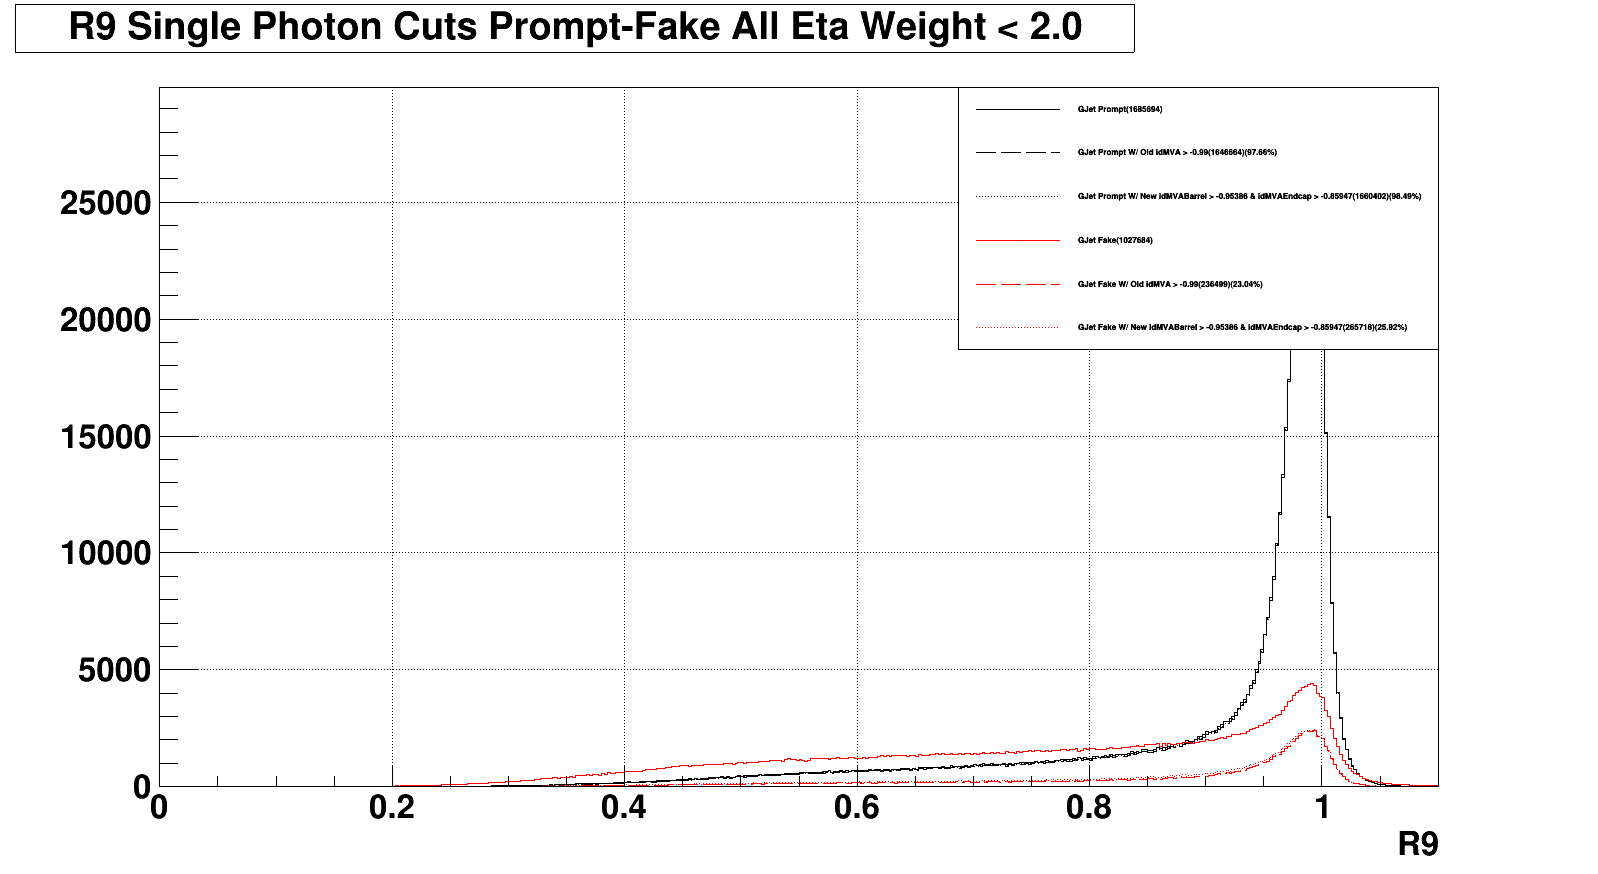 R9 Single Photon Cuts Prompt-Fake All Eta Weight < 2.0
GJet Prompt(1685694)
GJet Prompt W/ Old idMVA > -0.99(1646664)(97.66%)
GJet Prompt W/ New idMVABarrel > -0.95386 & idMVAEndcap > -0.85947(1660402)(98.49%)
GJet Fake(1027684)
GJet Fake W/ Old idMVA > -0.99(236499)(23.04%)
GJet Fake W/ New idMVABarrel > -0.95386 & idMVAEndcap > -0.85947(265718)(25.92%)
25000
20000
15000
10000
5000
0
0 0.2 0.4 0.6 0.8 1
R9